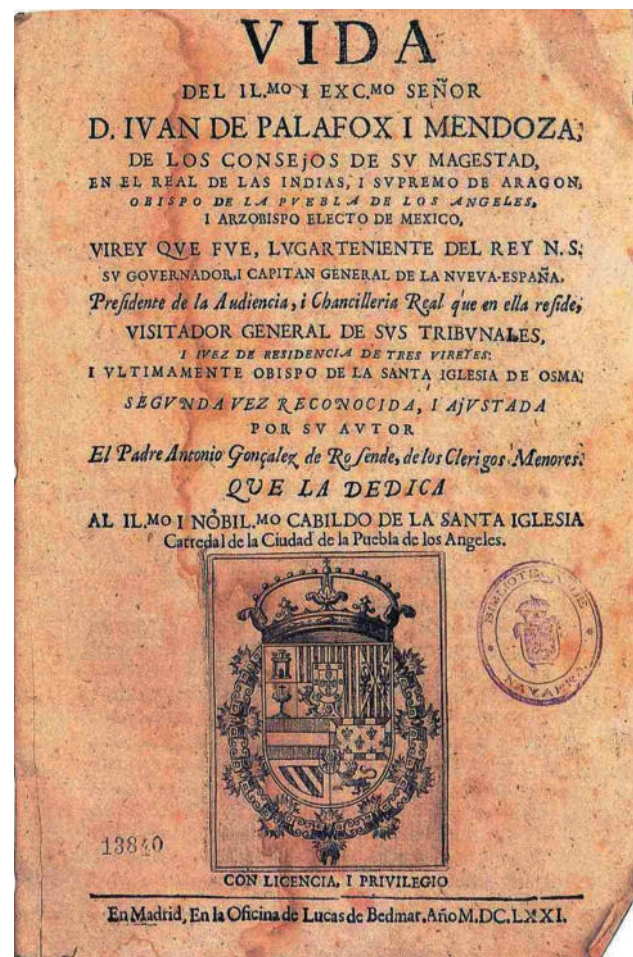 VIDA
DEL IL.MO I EXC.MO SEÑOR
D. IVAN DE PALAFOX I MENDOZA;
DE LOS CONSEjOS DE SV MAGESTAD,
EN EL REAL DE LAS INDIAS, I SVPREMO DE ARAGON,
OBISPO DE LA PVEBLA DE LOS ANGELES,
I ARZOBISPO ELECTO DE MEXICO,
VIREY QVE FVE, LVGARTENIENTE DEL REY N. S.
SV GOVERNADOR, I CAPITAN GENERAL DE LA NVEVA-ESPAÑA,
Presidente de la Audiencia, i Chancilleria Real que en ella reside,
VISITADOR GENERAL DE SVS TRIBVNALES,
I IVEZ DE RESIDENCIA DE TRES VIREYES:
I VLTIMAMENTE OBISPO DE LA SANTA IGLESIA DE OSMA;
SEGVNDA VEZ RECONOCIDA, I AjVSTADA
POR SV AVTOR
El Padre Antonio Gonçalez de Rosende, de los Clerigos Menores.
QVE LA DEDICA
AL IL.MO I NOBIL.MO CABILDO DE LA SANTA IGLESIA
Catredal de la Ciudad de la Puebla de los Angeles.
BIBLIOTECA DE
NAVARRA
13840
CON LICENCIA, I PRIVILEGIO
En Madrid, En la Oficina de Lucas de Bedmar. Año M.DC.LXXI.